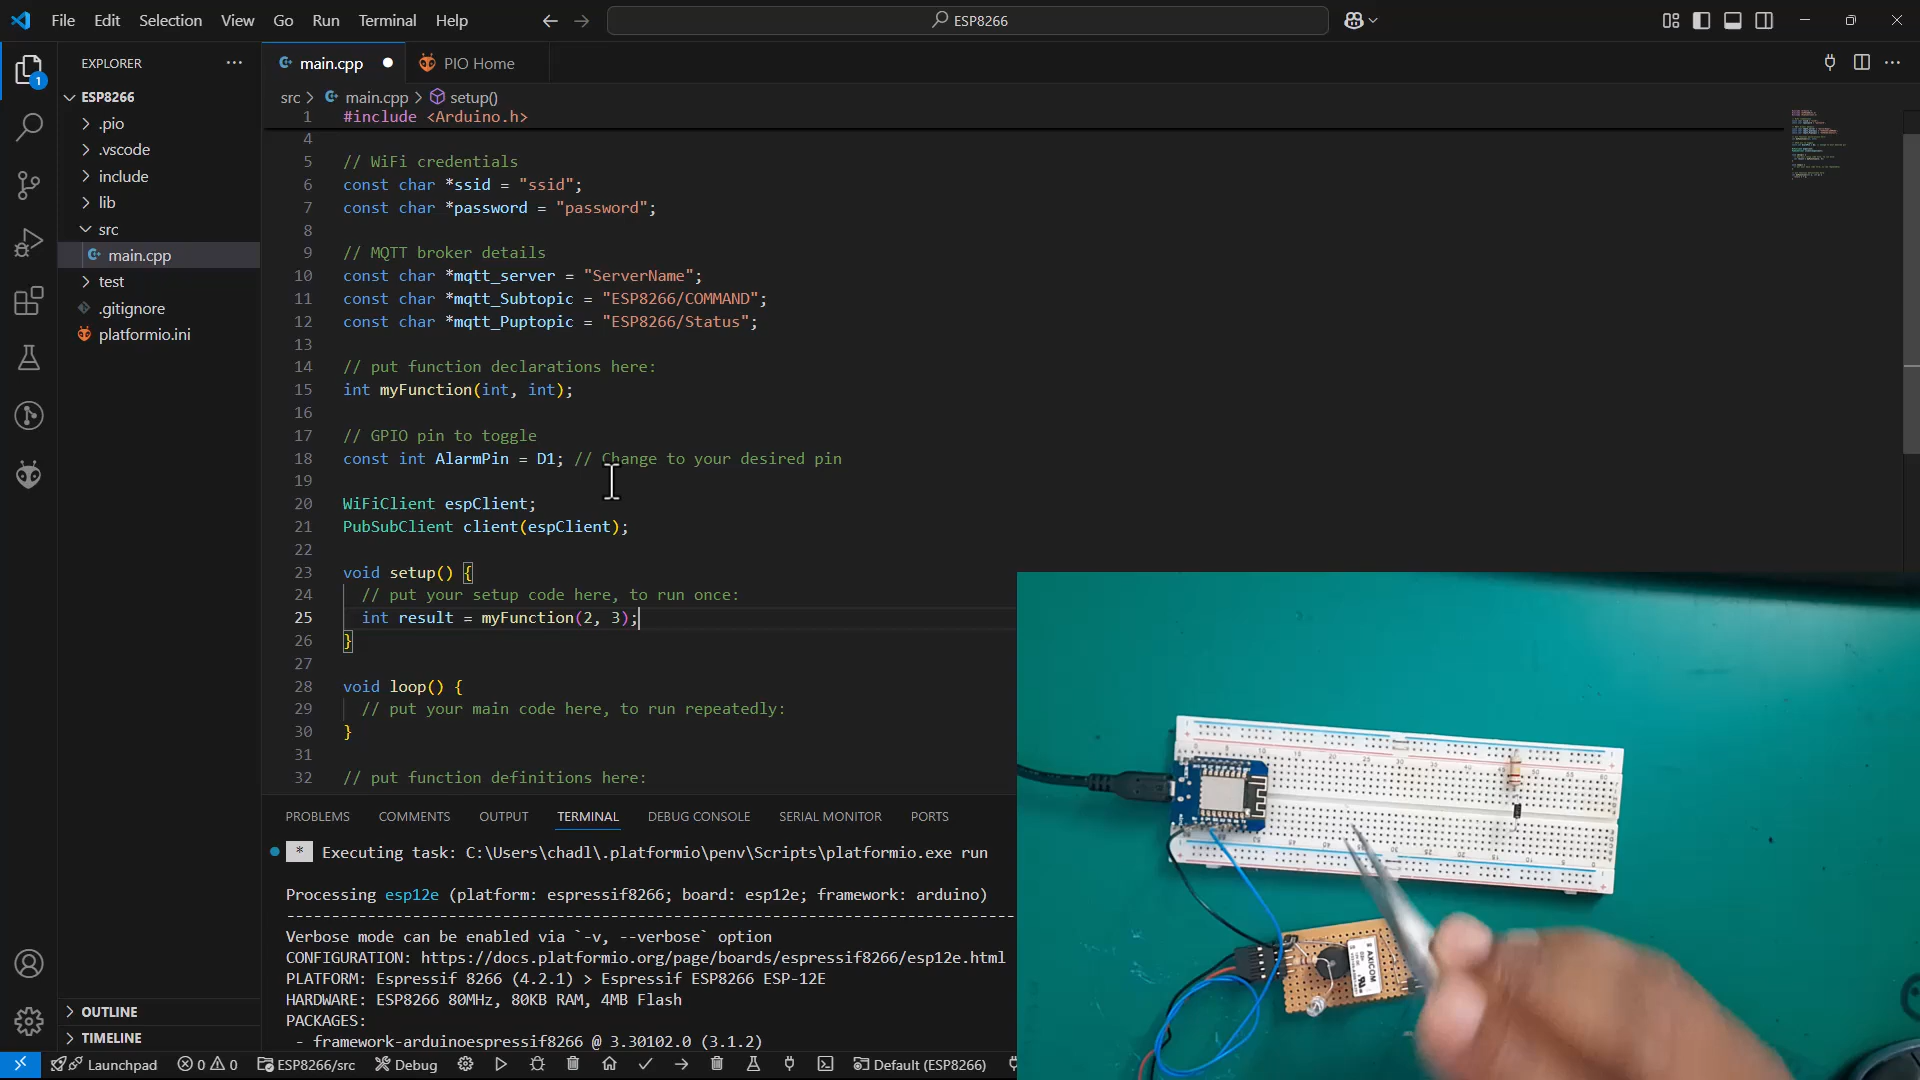 File Edit Selection View Go Run Terminal Help
ESP8266
EXPLORER
main.cpp
PIO Home
1
ESP8266
src > main.cpp > setup()
.pio
.vscode
include
lib
src
main.cpp
test
.gitignore
platformio.ini
1 #include <Arduino.h>
4
5 // WiFi credentials
6 const char *ssid = "ssid";
7 const char *password = "password";
8
9 // MQTT broker details
10 const char *mqtt_server = "ServerName";
11 const char *mqtt_Subtopic = "ESP8266/COMMAND";
12 const char *mqtt_Puptopic = "ESP8266/Status";
13
14 // put function declarations here:
15 int myFunction(int, int);
16
17 // GPIO pin to toggle
18 const int AlarmPin = D1; // Change to your desired pin
19
20 WiFiClient espClient;
21 PubSubClient client(espClient);
22
23 void setup() {
24 // put your setup code here, to run once:
25 int result = myFunction(2, 3);
26 }
27
28 void loop() {
29 // put your main code here, to run repeatedly:
30 }
31
32 // put function definitions here:
PROBLEMS COMMENTS OUTPUT TERMINAL DEBUG CONSOLE SERIAL MONITOR PORTS
* Executing task: C:\Users\chadl\.platformio\penv\Scripts\platformio.exe run
Processing esp12e (platform: espressif8266; board: esp12e; framework: arduino)
Verbose mode can be enabled via `-v, --verbose` option
CONFIGURATION: https://docs.platformio.org/page/boards/espressif8266/esp12e.html
PLATFORM: Espressif 8266 (4.2.1) > Espressif ESP8266 ESP-12E
HARDWARE: ESP8266 80MHz, 80KB RAM, 4MB Flash
PACKAGES:
- framework-arduinoespressif8266 @ 3.30102.0 (3.1.2)
OUTLINE
TIMELINE
AXICOM
Launchpad 0 0 ESP8266/src Debug Default (ESP8266)